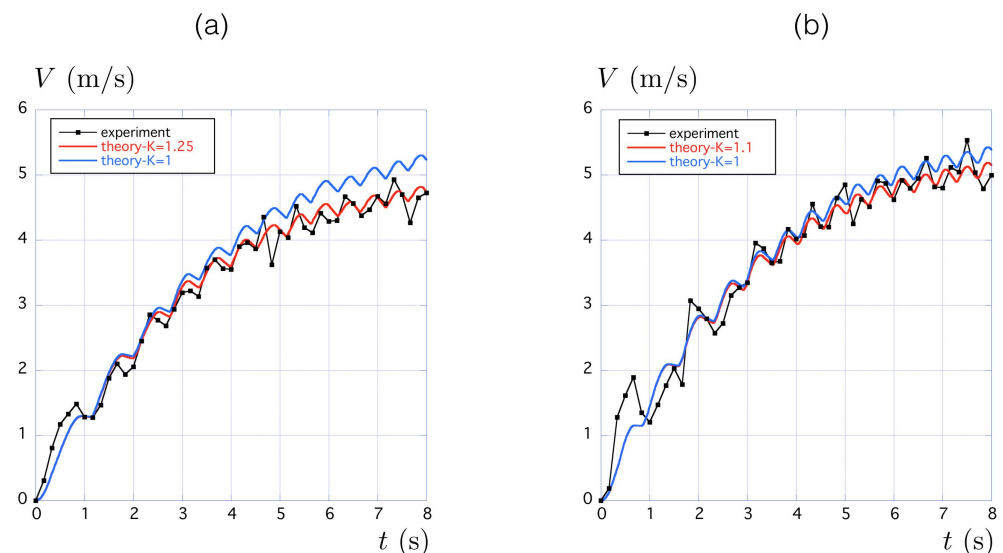 (a)
V (m/s)
6
5
4
3
2
1
0
experiment
theory-K=1.25
theory-K=1
0 1 2 3 4 5 6 7 8
t (s)
(b)
V (m/s)
6
5
4
3
2
1
0
experiment
theory-K=1.1
theory-K=1
0 1 2 3 4 5 6 7 8
t (s)